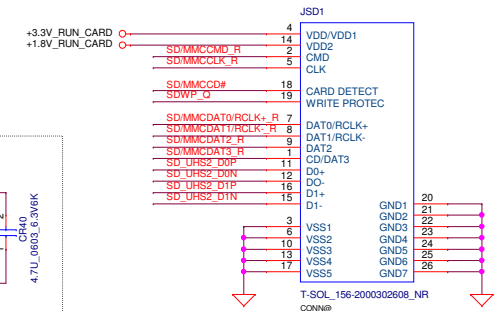 JSD1
+3.3V_RUN_CARD 4 VDD/VDD1
+1.8V_RUN_CARD 14 VDD2
SD/MMCCMD_R 2 CMD
SD/MMCCLK_R 5 CLK
SD/MMCCD# 18 CARD DETECT
SDWP_Q 19 WRITE PROTEC
SD/MMCDAT0/RCLK+_R 7 DAT0/RCLK+
SD/MMCDAT1/RCLK-_R 8 DAT1/RCLK-
SD/MMCDAT2_R 9 DAT2
SD/MMCDAT3_R 1 CD/DAT3
SD_UHS2_D0P 11 D0+
SD_UHS2_D0N 12 DO-
SD_UHS2_D1P 16 D1+
SD_UHS2_D1N 15 D1-
GND1 20
GND2 21
3 VSS1 GND3 22
6 VSS2 GND4 23
10 VSS3 GND5 24
13 VSS4 GND6 25
17 VSS5 GND7 26
T-SOL_156-2000302608_NR
CONN@
2
CR40
4.7U_0603_6.3V6K